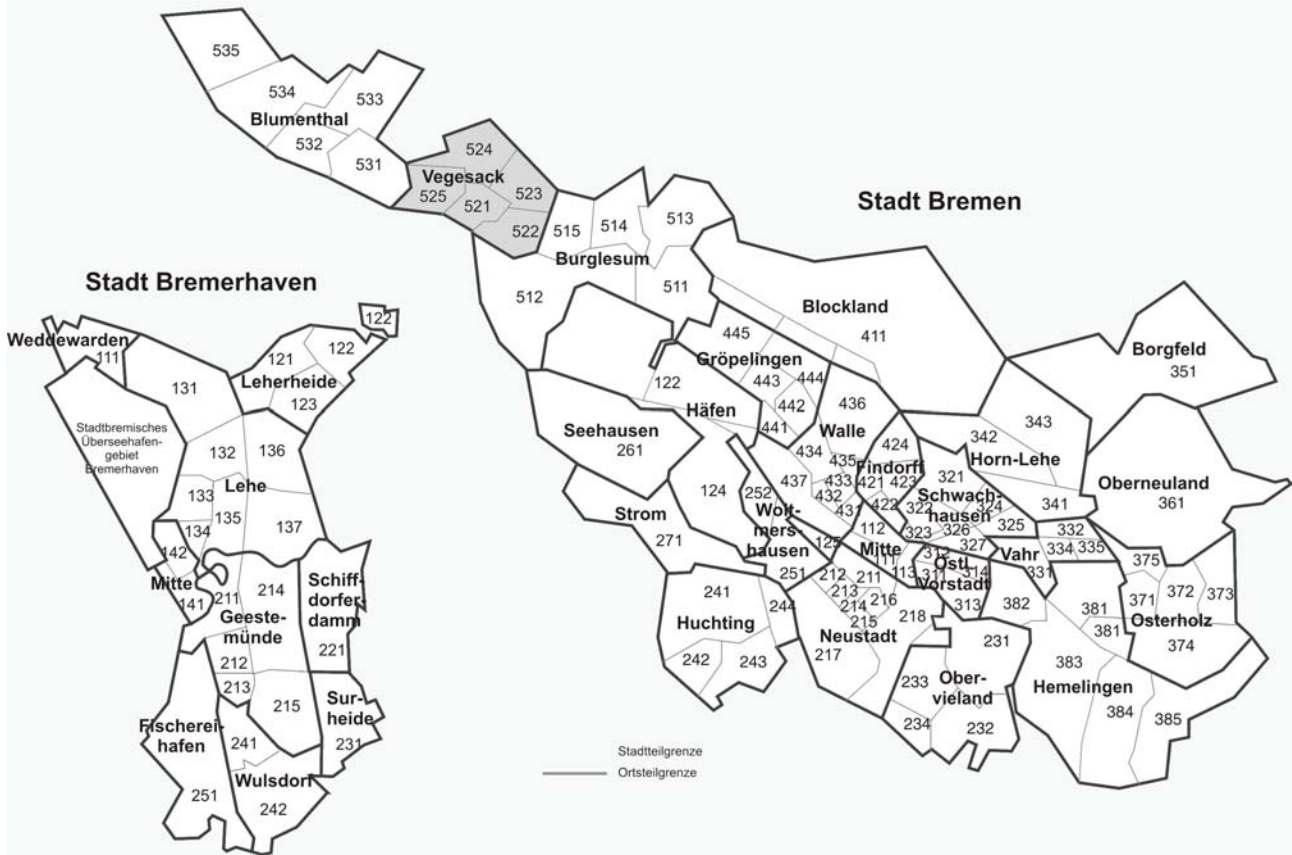 Stadt Bremen
Stadt Bremerhaven
535
534
533
Blumenthal
532
531
524
Vegesack
525
523
521
522
515
514
513
Burglesum
512
511
Blockland
411
Borgfeld
351
445
Gröpelingen
443
444
442
441
122
Häfen
436
Walle
434
435
437
433
432
431
424
Findorff
421
423
422
343
342
Horn-Lehe
341
321
Schwach-
hausen
322
324
325
323
326
327
Oberneuland
361
Seehausen
261
124
252
Wolt-
mers-
hausen
125
251
Strom
271
112
Mitte
111
113
312
Östl.
Vorstadt
311
314
313
Vahr
332
334
335
331
375
371
372
373
Osterholz
374
241
244
Huchting
242
243
212
211
213
214
216
215
218
Neustadt
217
231
Ober-
vieland
233
234
232
382
381
381
383
Hemelingen
384
385
Weddewarden
111
122
122
121
Leherheide
123
131
Stadtbremisches
Überseehafen-
gebiet
Bremerhaven
132
136
Lehe
133
135
134
137
142
Mitte
141
211
214
Geeste-
münde
212
213
215
Schiff-
dorfer-
damm
221
Sur-
heide
231
Fischerei-
hafen
251
241
Wulsdorf
242
Stadtteilgrenze
Ortsteilgrenze